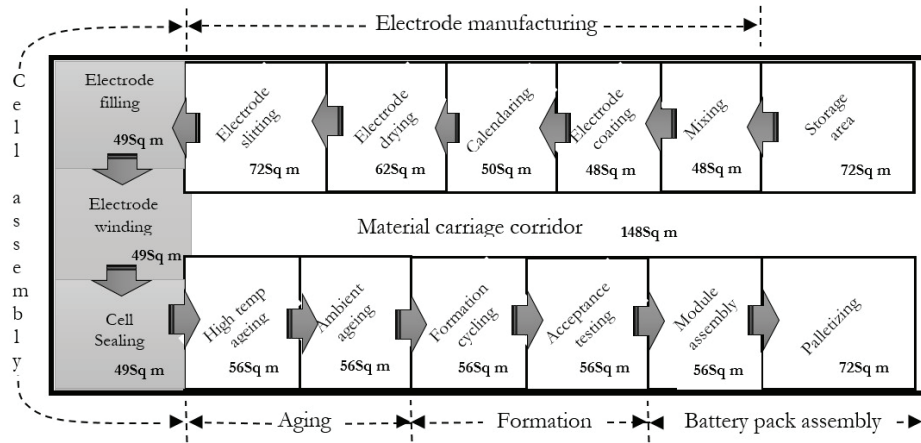 Electrode manufacturing
Cell assembly
Electrode
filling
49Sq m
Electrode
slitting
72Sq m
Electrode
drying
62Sq m
Calendaring
50Sq m
Electrode
coating
48Sq m
Mixing
48Sq m
Storage
area
72Sq m
Electrode
winding
49Sq m
Material carriage corridor 148Sq m
Cell
Sealing
49Sq m
High temp
ageing
56Sq m
Ambient
ageing
56Sq m
Formation
cycling
56Sq m
Acceptance
testing
56Sq m
Module
assembly
56Sq m
Palletizing
72Sq m
Aging
Formation
Battery pack assembly